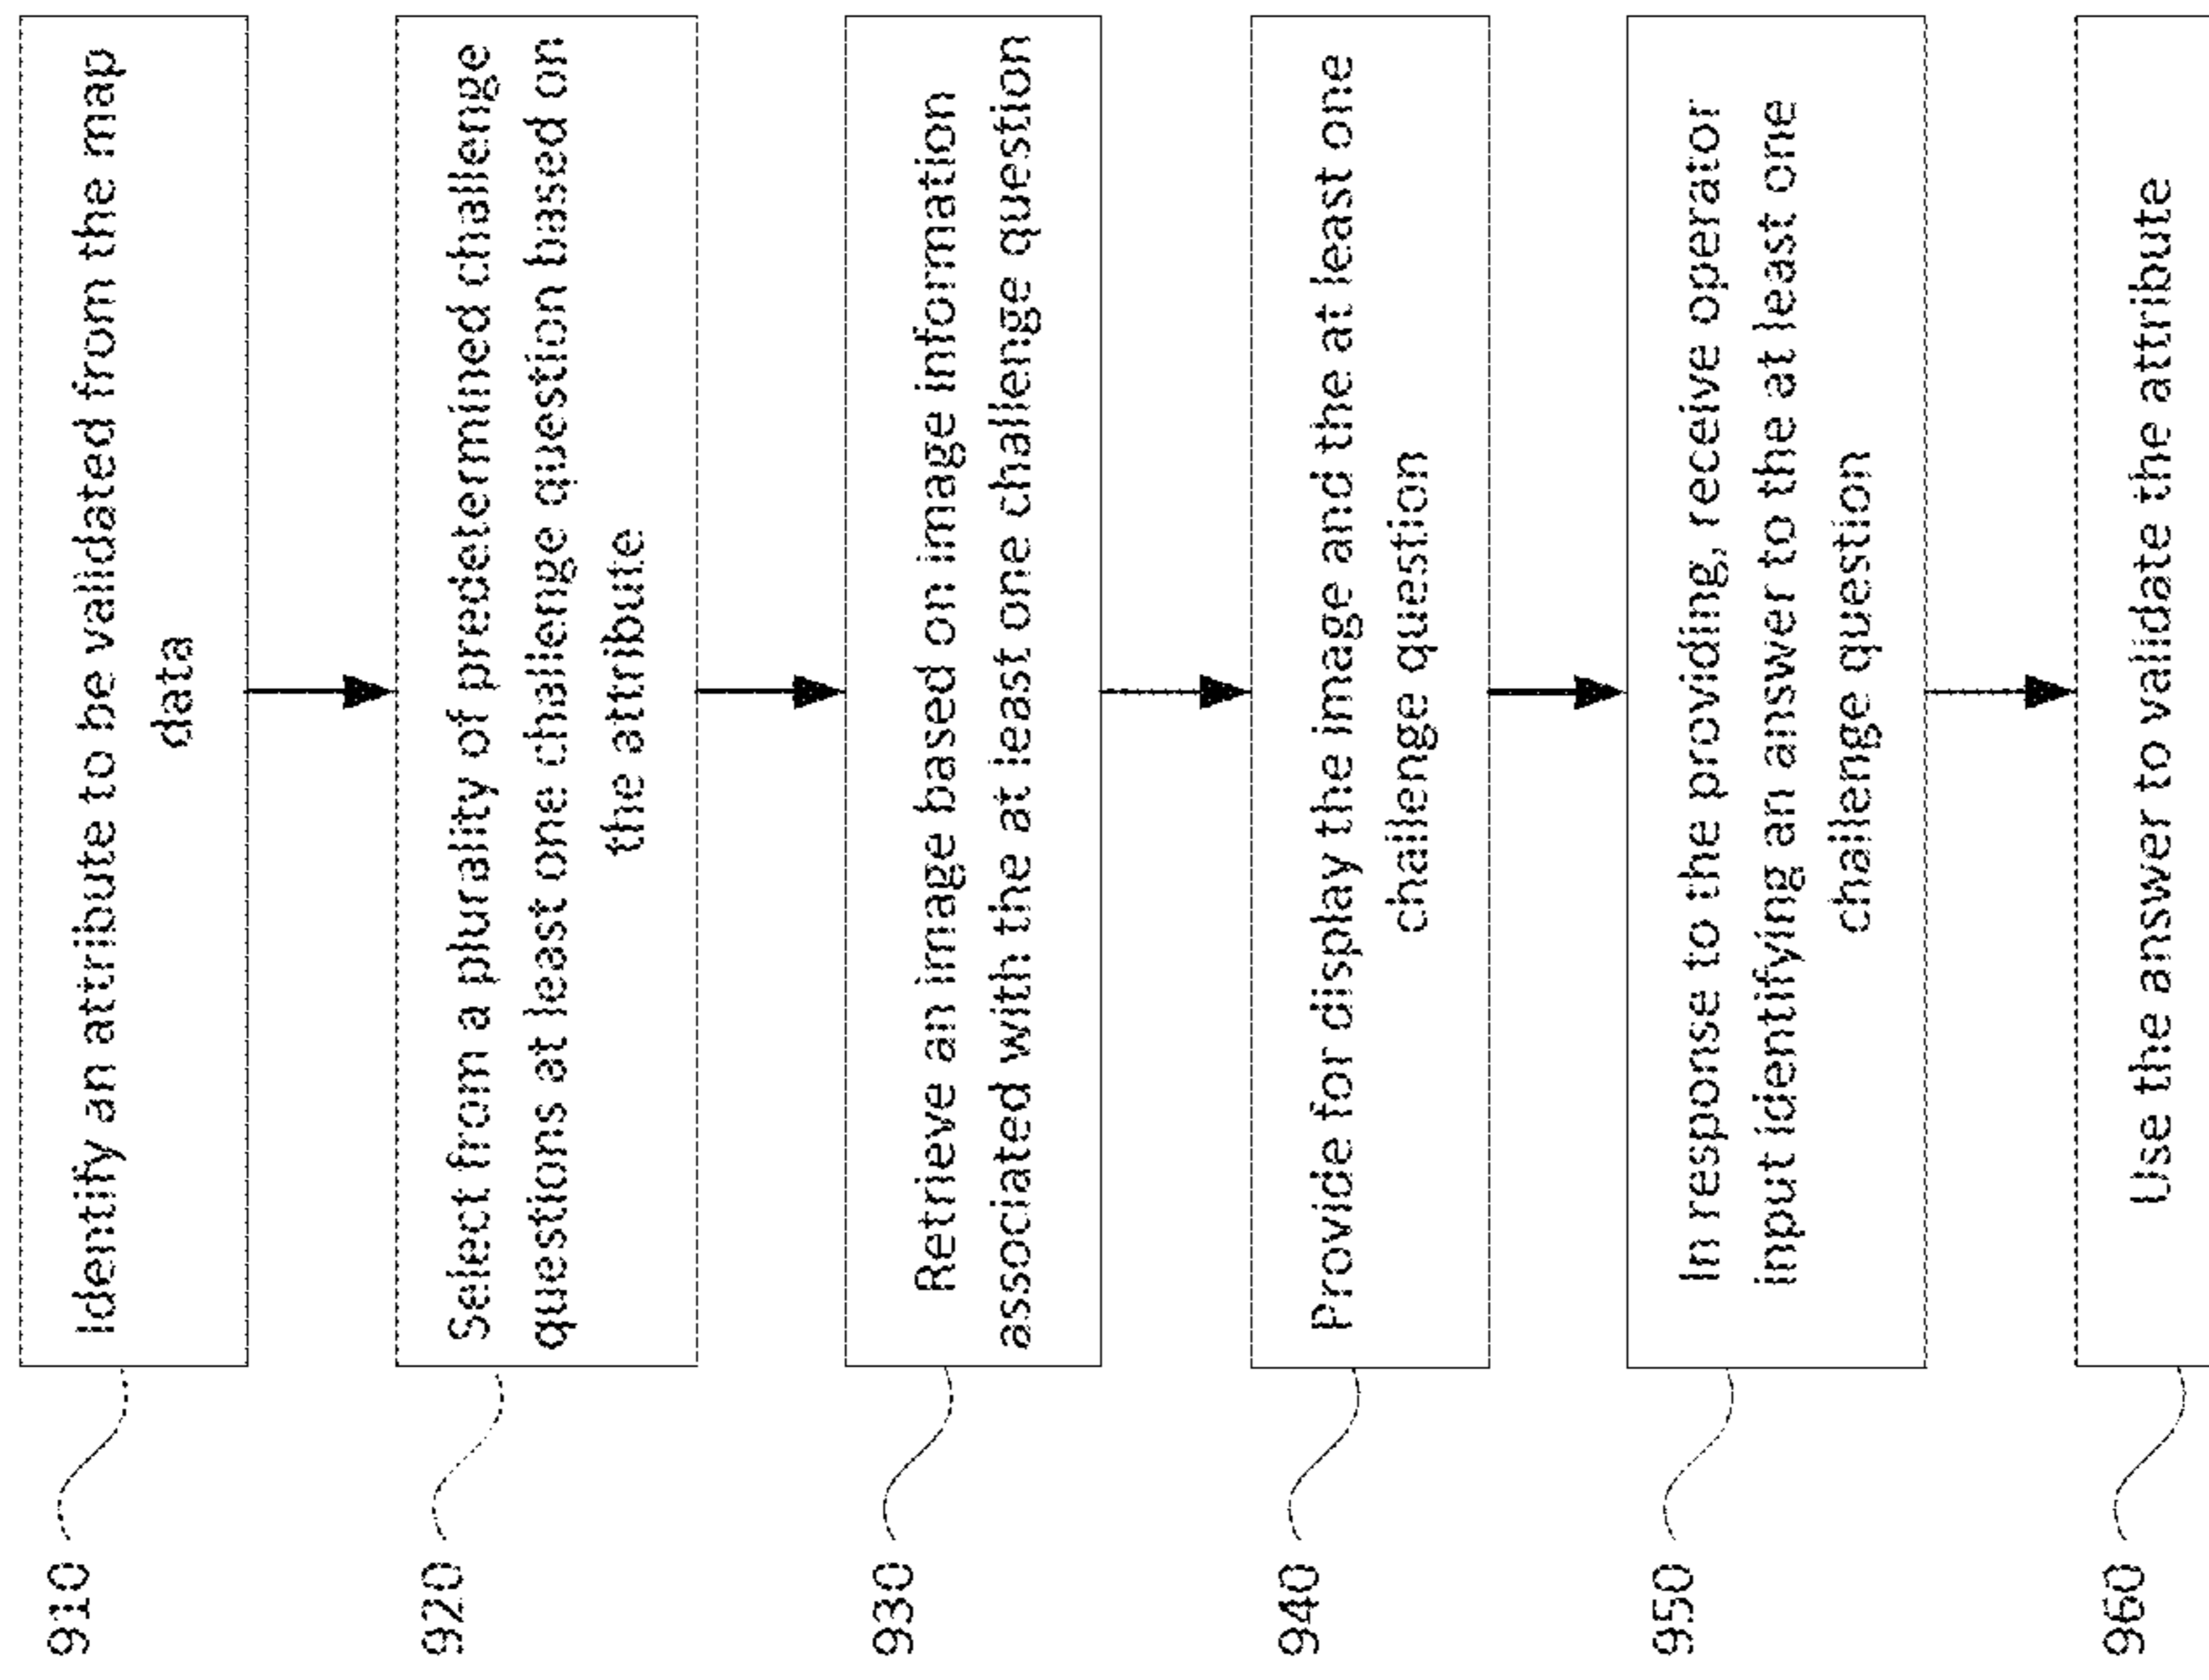 910
Identify an attribute to be validated from the map
data
920
Select from a plurality of predetermined challenge
questions at least one challenge question based on
the attribute
930
Retrieve an image based on image information
associated with the at least one challenge question
940
Provide for display the image and the at least one
challenge question
950
In response to the providing, receive operator
input identifying an answer to the at least one
challenge question
960
Use the answer to validate the attribute